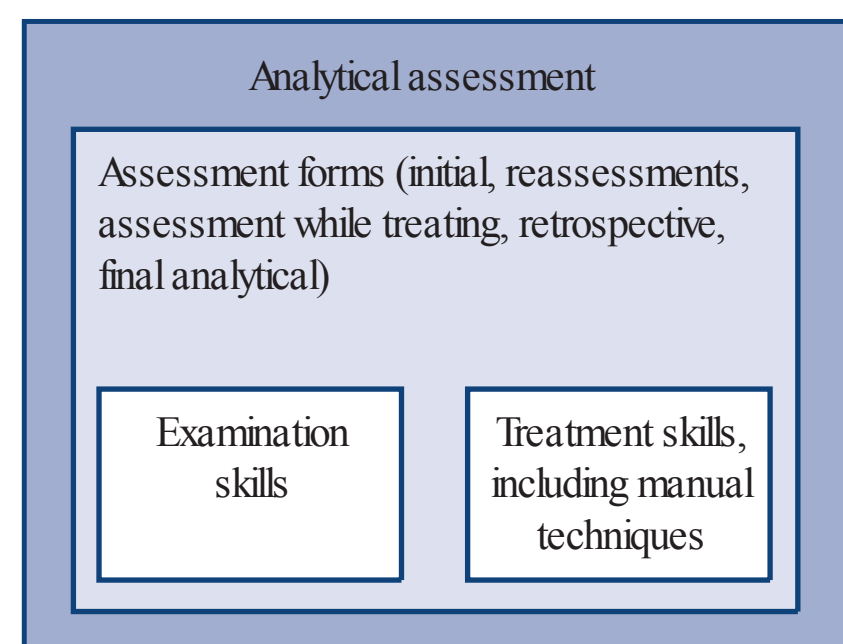 Analytical assessment
Assessment forms (initial, reassessments,
assessment while treating, retrospective,
final analytical)
Examination
skills
Treatment skills,
including manual
techniques